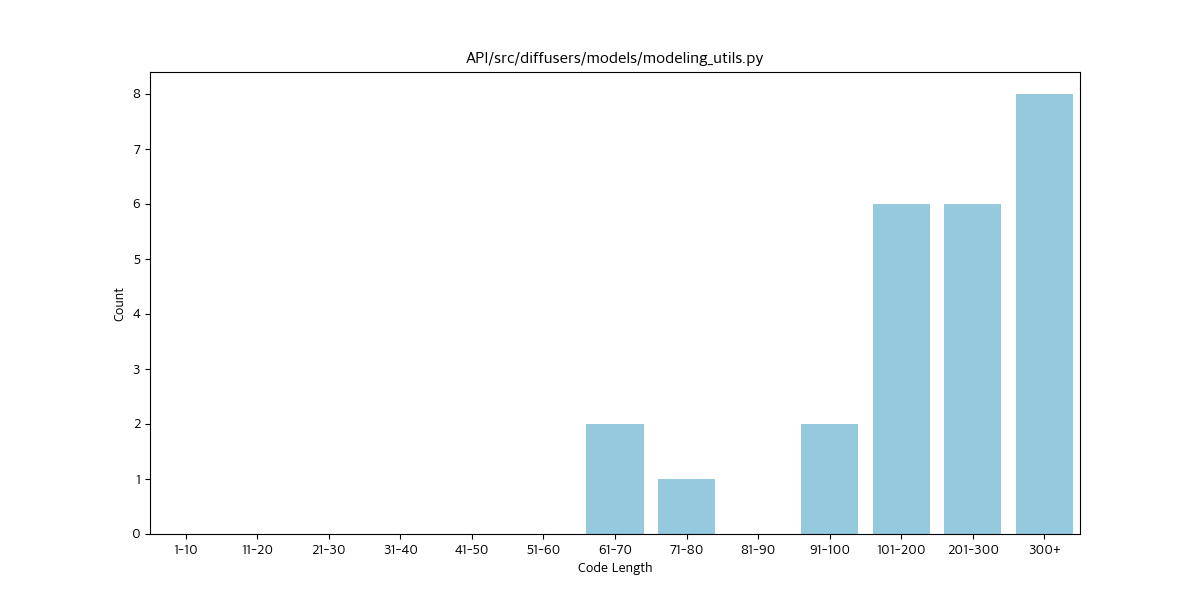 API/src/diffusers/models/modeling_utils.py
8
7
6
5
4
3
2
1
0
Count
1-10 11-20 21-30 31-40 41-50 51-60 61-70 71-80 81-90 91-100 101-200 201-300 300+
Code Length